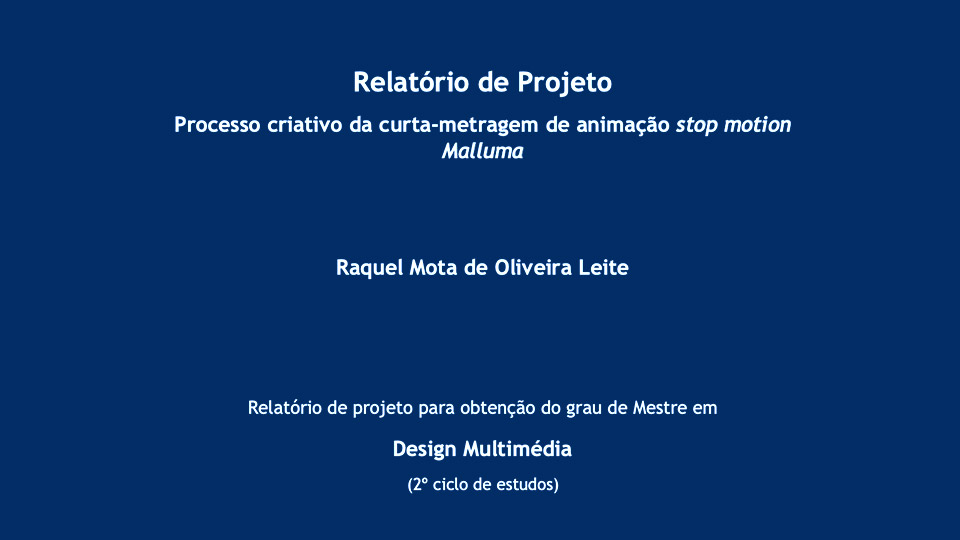 Relatório de Projeto
Processo criativo da curta-metragem de animação stop motion
Malluma
Raquel Mota de Oliveira Leite
Relatório de projeto para obtenção do grau de Mestre em
Design Multimédia
(2º ciclo de estudos)